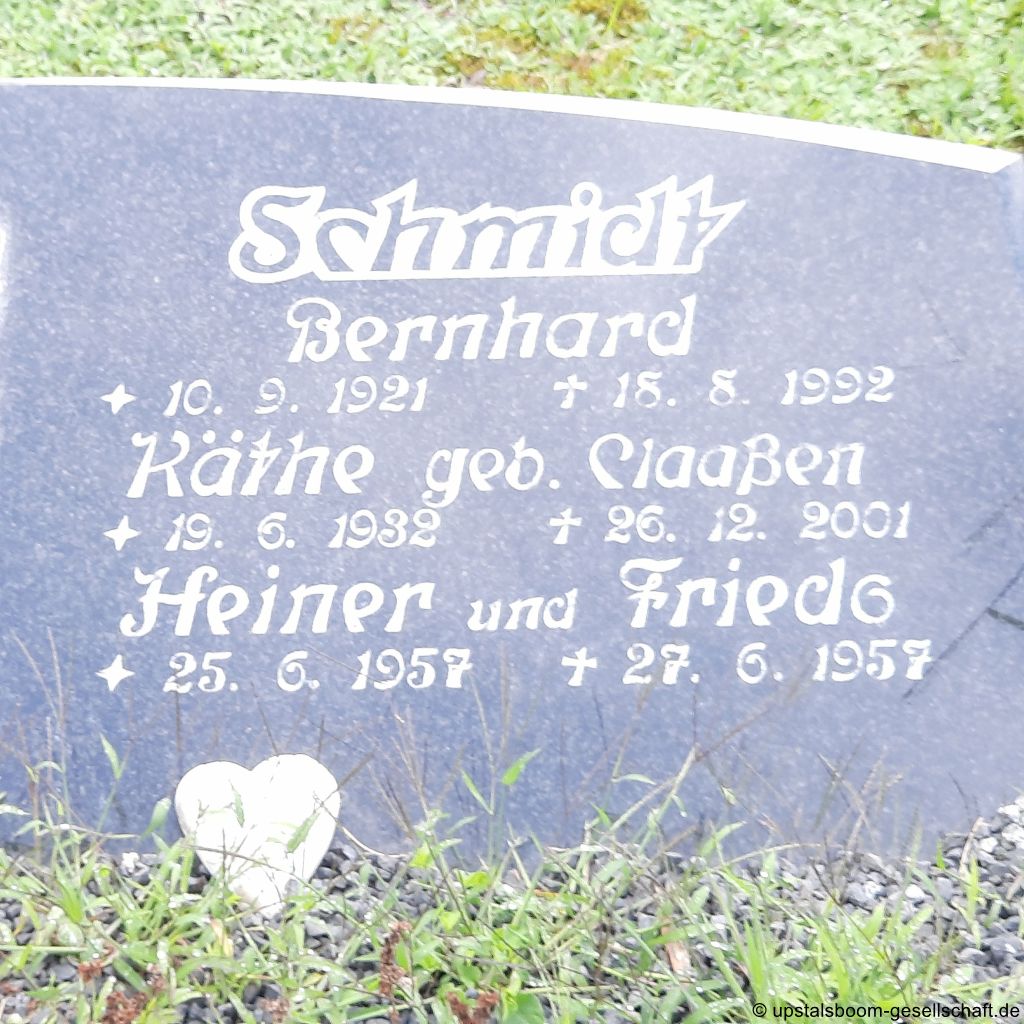 Schmidt
Bernhard
10. 9. 1921 † 18. 8. 1992
Käthe geb. Claaßen
19. 6. 1932 † 26. 12. 2001
Heiner und Friedo
25. 6. 1957 † 27. 6. 1957
© upstalsboom-gesellschaft.de